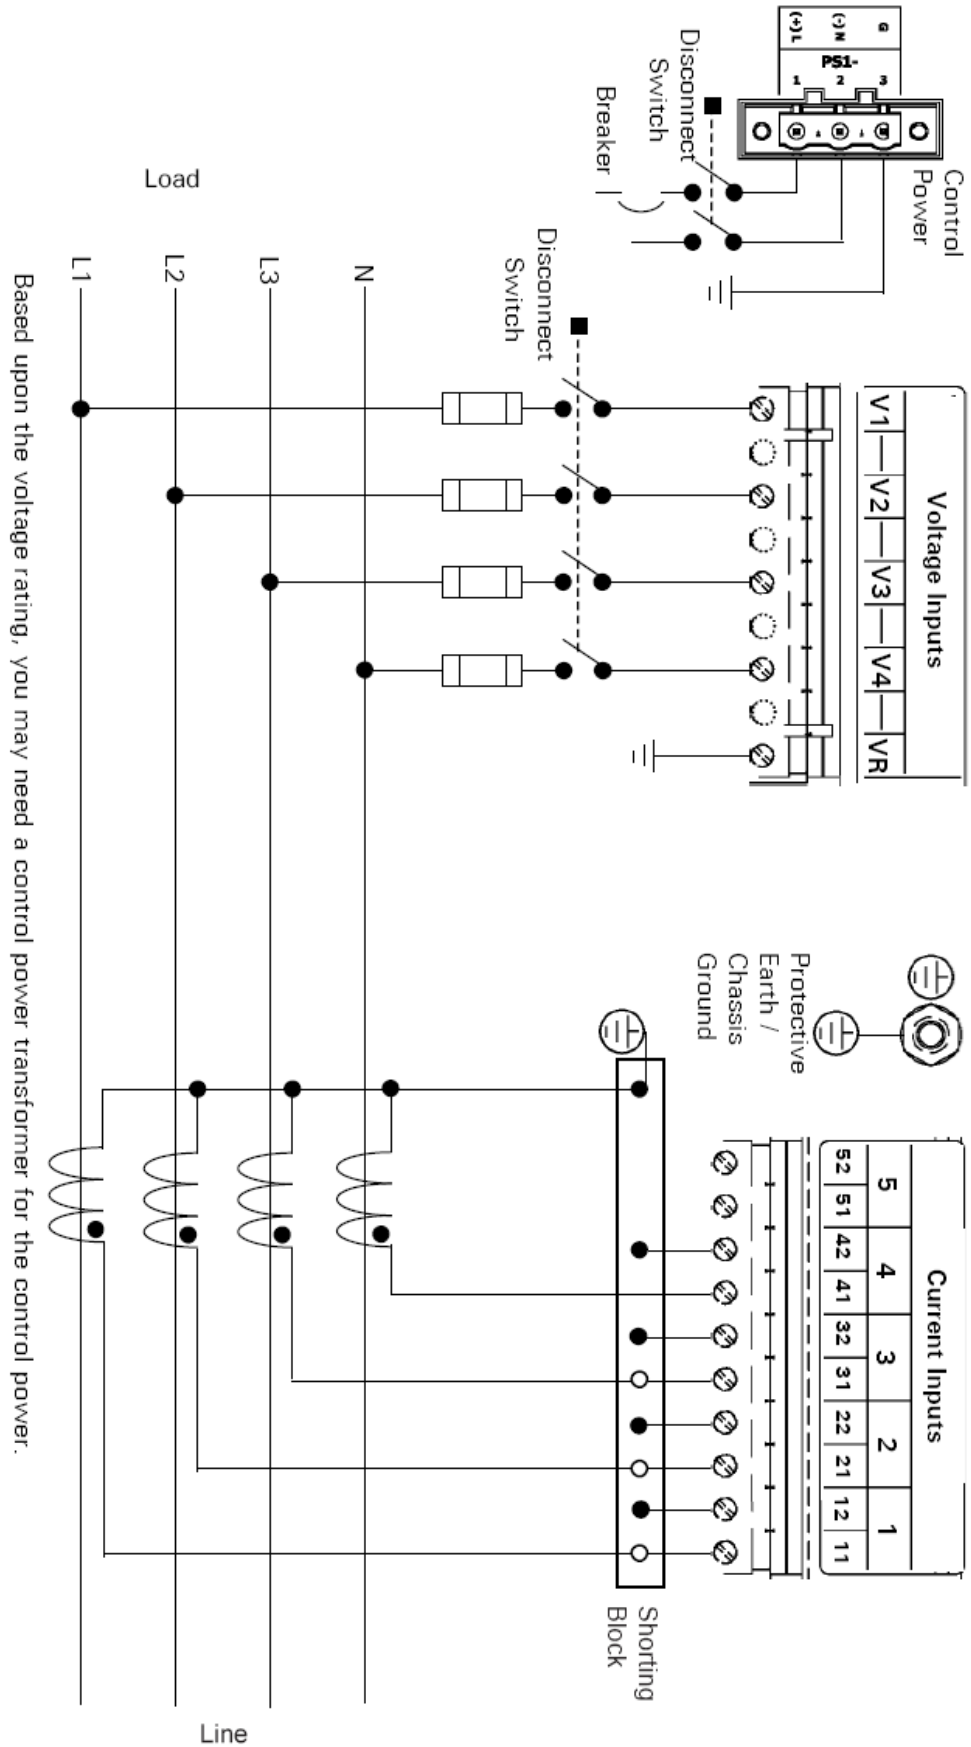 (+) L
(-) N
G
PS1-
1 2 3
Control
Power
Disconnect
Switch
Breaker
Load
L1
L2
L3
N
Disconnect
Switch
Voltage Inputs
V1
V2
V3
V4
VR
Protective
Earth /
Chassis
Ground
Current Inputs
5
4
3
2
1
52
51
42
41
32
31
22
21
12
11
Shorting
Block
Line
Based upon the voltage rating, you may need a control power transformer for the control power.